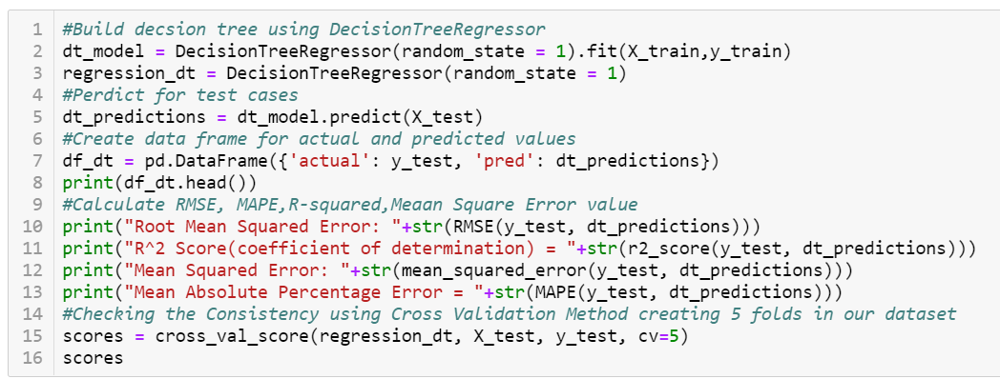 1 #Build decsion tree using DecisionTreeRegressor
2 dt_model = DecisionTreeRegressor(random_state = 1).fit(X_train,y_train)
3 regression_dt = DecisionTreeRegressor(random_state = 1)
4 #Perdict for test cases
5 dt_predictions = dt_model.predict(X_test)
6 #Create data frame for actual and predicted values
7 df_dt = pd.DataFrame({'actual': y_test, 'pred': dt_predictions})
8 print(df_dt.head())
9 #Calculate RMSE, MAPE,R-squared,Meaan Square Error value
10 print("Root Mean Squared Error: "+str(RMSE(y_test, dt_predictions)))
11 print("R^2 Score(coefficient of determination) = "+str(r2_score(y_test, dt_predictions)))
12 print("Mean Squared Error: "+str(mean_squared_error(y_test, dt_predictions)))
13 print("Mean Absolute Percentage Error = "+str(MAPE(y_test, dt_predictions)))
14 #Checking the Consistency using Cross Validation Method creating 5 folds in our dataset
15 scores = cross_val_score(regression_dt, X_test, y_test, cv=5)
16 scores